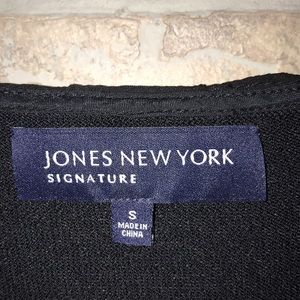 JONES NEW YORK
SIGNATURE
S
MADE IN
CHINA